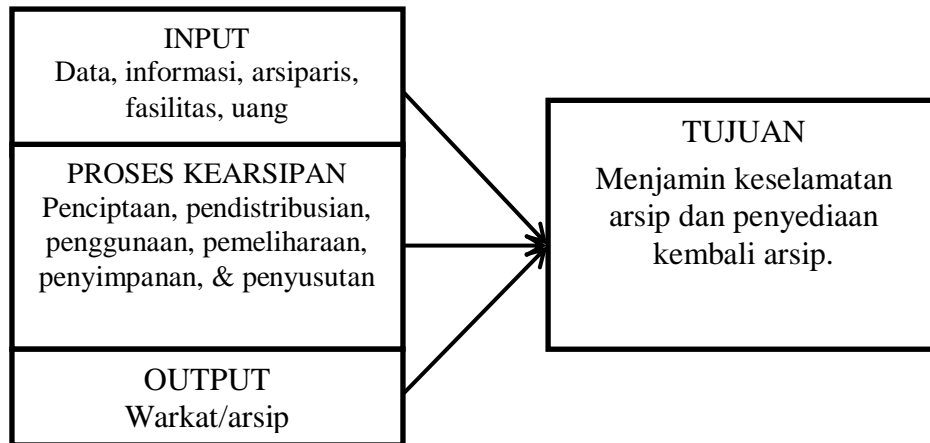 INPUT
Data, informasi, arsiparis,
fasilitas, uang
PROSES KEARSIPAN
Penciptaan, pendistribusian,
penggunaan, pemeliharaan,
penyimpanan, & penyusutan
OUTPUT
Warkat/arsip
TUJUAN
Menjamin keselamatan
arsip dan penyediaan
kembali arsip.